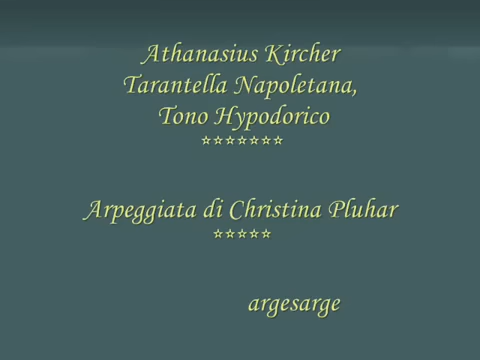 Athanasius Kircher
Tarantella Napoletana,
Tono Hypodorico
*******
Arpeggiata di Christina Pluhar
*****
argesarge